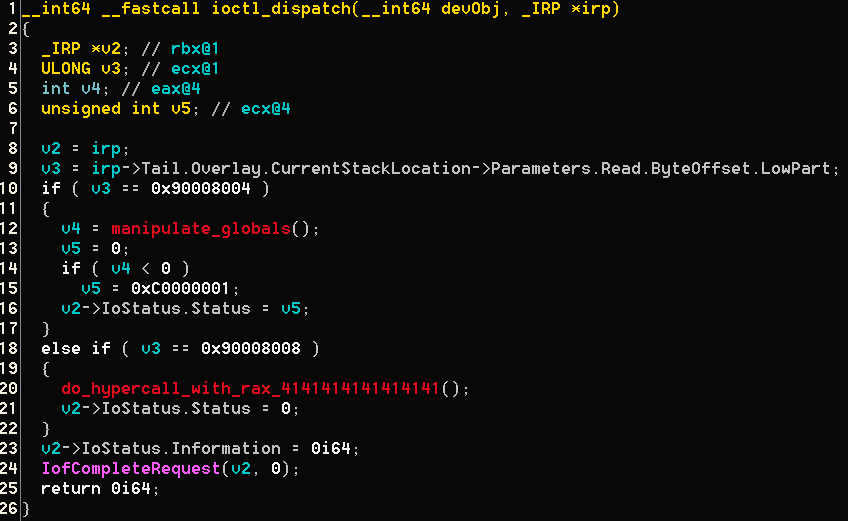 1 __int64 __fastcall ioctl_dispatch(__int64 devObj, _IRP *irp)
2 {
3   _IRP *v2; // rbx@1
4   ULONG v3; // ecx@1
5   int v4; // eax@4
6   unsigned int v5; // ecx@4
7
8   v2 = irp;
9   v3 = irp->Tail.Overlay.CurrentStackLocation->Parameters.Read.ByteOffset.LowPart;
10   if ( v3 == 0x90008004 )
11   {
12     v4 = manipulate_globals();
13     v5 = 0;
14     if ( v4 < 0 )
15       v5 = 0xC0000001;
16     v2->IoStatus.Status = v5;
17   }
18   else if ( v3 == 0x90008008 )
19   {
20     do_hypercall_with_rax_4141414141414141();
21     v2->IoStatus.Status = 0;
22   }
23   v2->IoStatus.Information = 0i64;
24   IofCompleteRequest(v2, 0);
25   return 0i64;
26 }